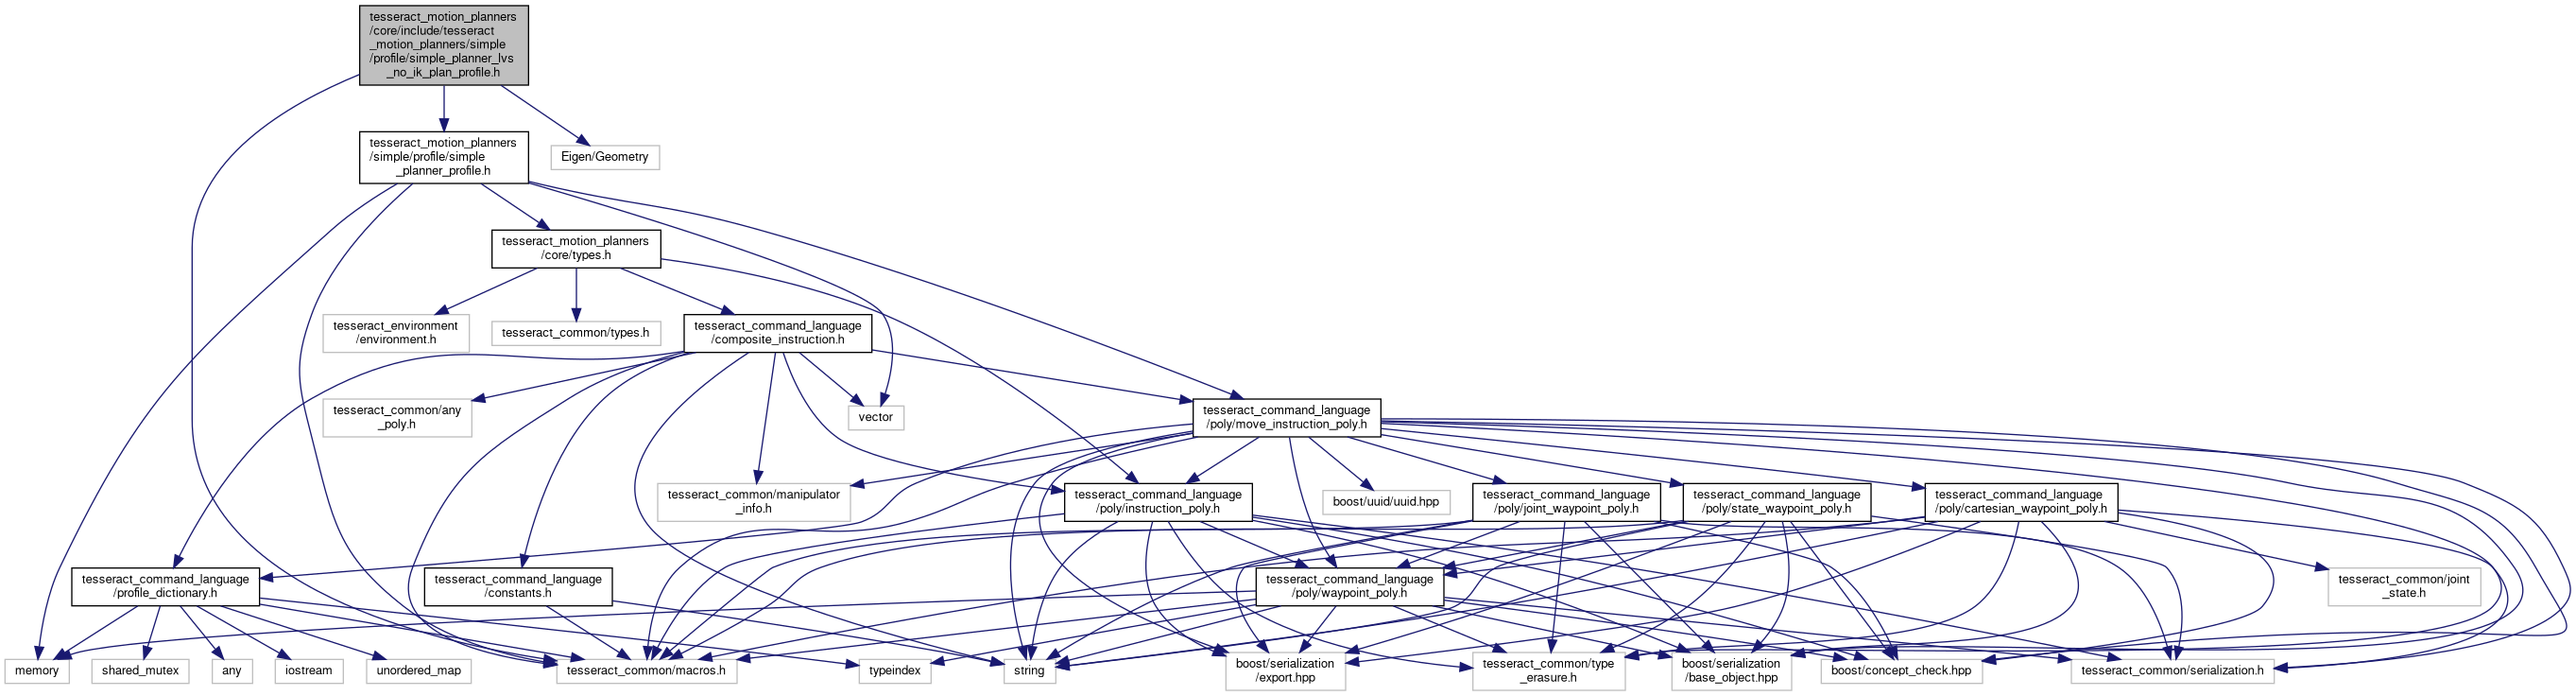 tesseract_motion_planners
/core/include/tesseract
_motion_planners/simple
/profile/simple_planner_lvs
_no_ik_plan_profile.h
tesseract_motion_planners
/simple/profile/simple
_planner_profile.h
Eigen/Geometry
tesseract_motion_planners
/core/types.h
tesseract_environment
/environment.h
tesseract_common/types.h
tesseract_command_language
/composite_instruction.h
tesseract_common/any
_poly.h
vector
tesseract_command_language
/poly/move_instruction_poly.h
tesseract_common/manipulator
_info.h
tesseract_command_language
/poly/instruction_poly.h
boost/uuid/uuid.hpp
tesseract_command_language
/poly/joint_waypoint_poly.h
tesseract_command_language
/poly/state_waypoint_poly.h
tesseract_command_language
/poly/cartesian_waypoint_poly.h
tesseract_command_language
/profile_dictionary.h
tesseract_command_language
/constants.h
tesseract_command_language
/poly/waypoint_poly.h
tesseract_common/joint
_state.h
memory
shared_mutex
any
iostream
unordered_map
tesseract_common/macros.h
typeindex
string
boost/serialization
/export.hpp
tesseract_common/type
_erasure.h
boost/serialization
/base_object.hpp
boost/concept_check.hpp
tesseract_common/serialization.h